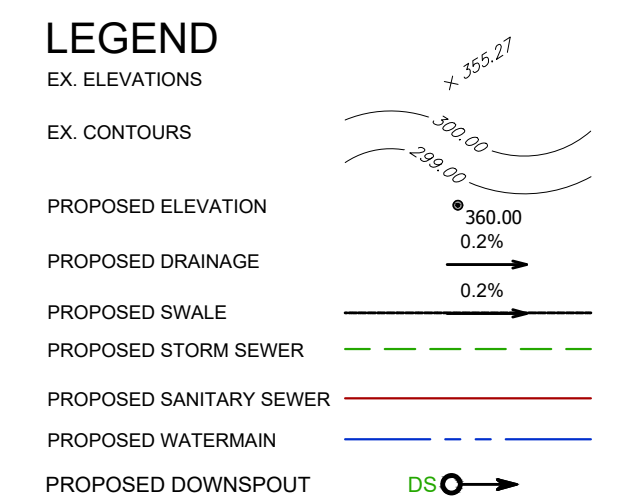 LEGEND
EX. ELEVATIONS
× 355.27
EX. CONTOURS
300.00
299.00
PROPOSED ELEVATION
360.00
PROPOSED DRAINAGE
0.2%
PROPOSED SWALE
0.2%
PROPOSED STORM SEWER
PROPOSED SANITARY SEWER
PROPOSED WATERMAIN
PROPOSED DOWNSPOUT
DS